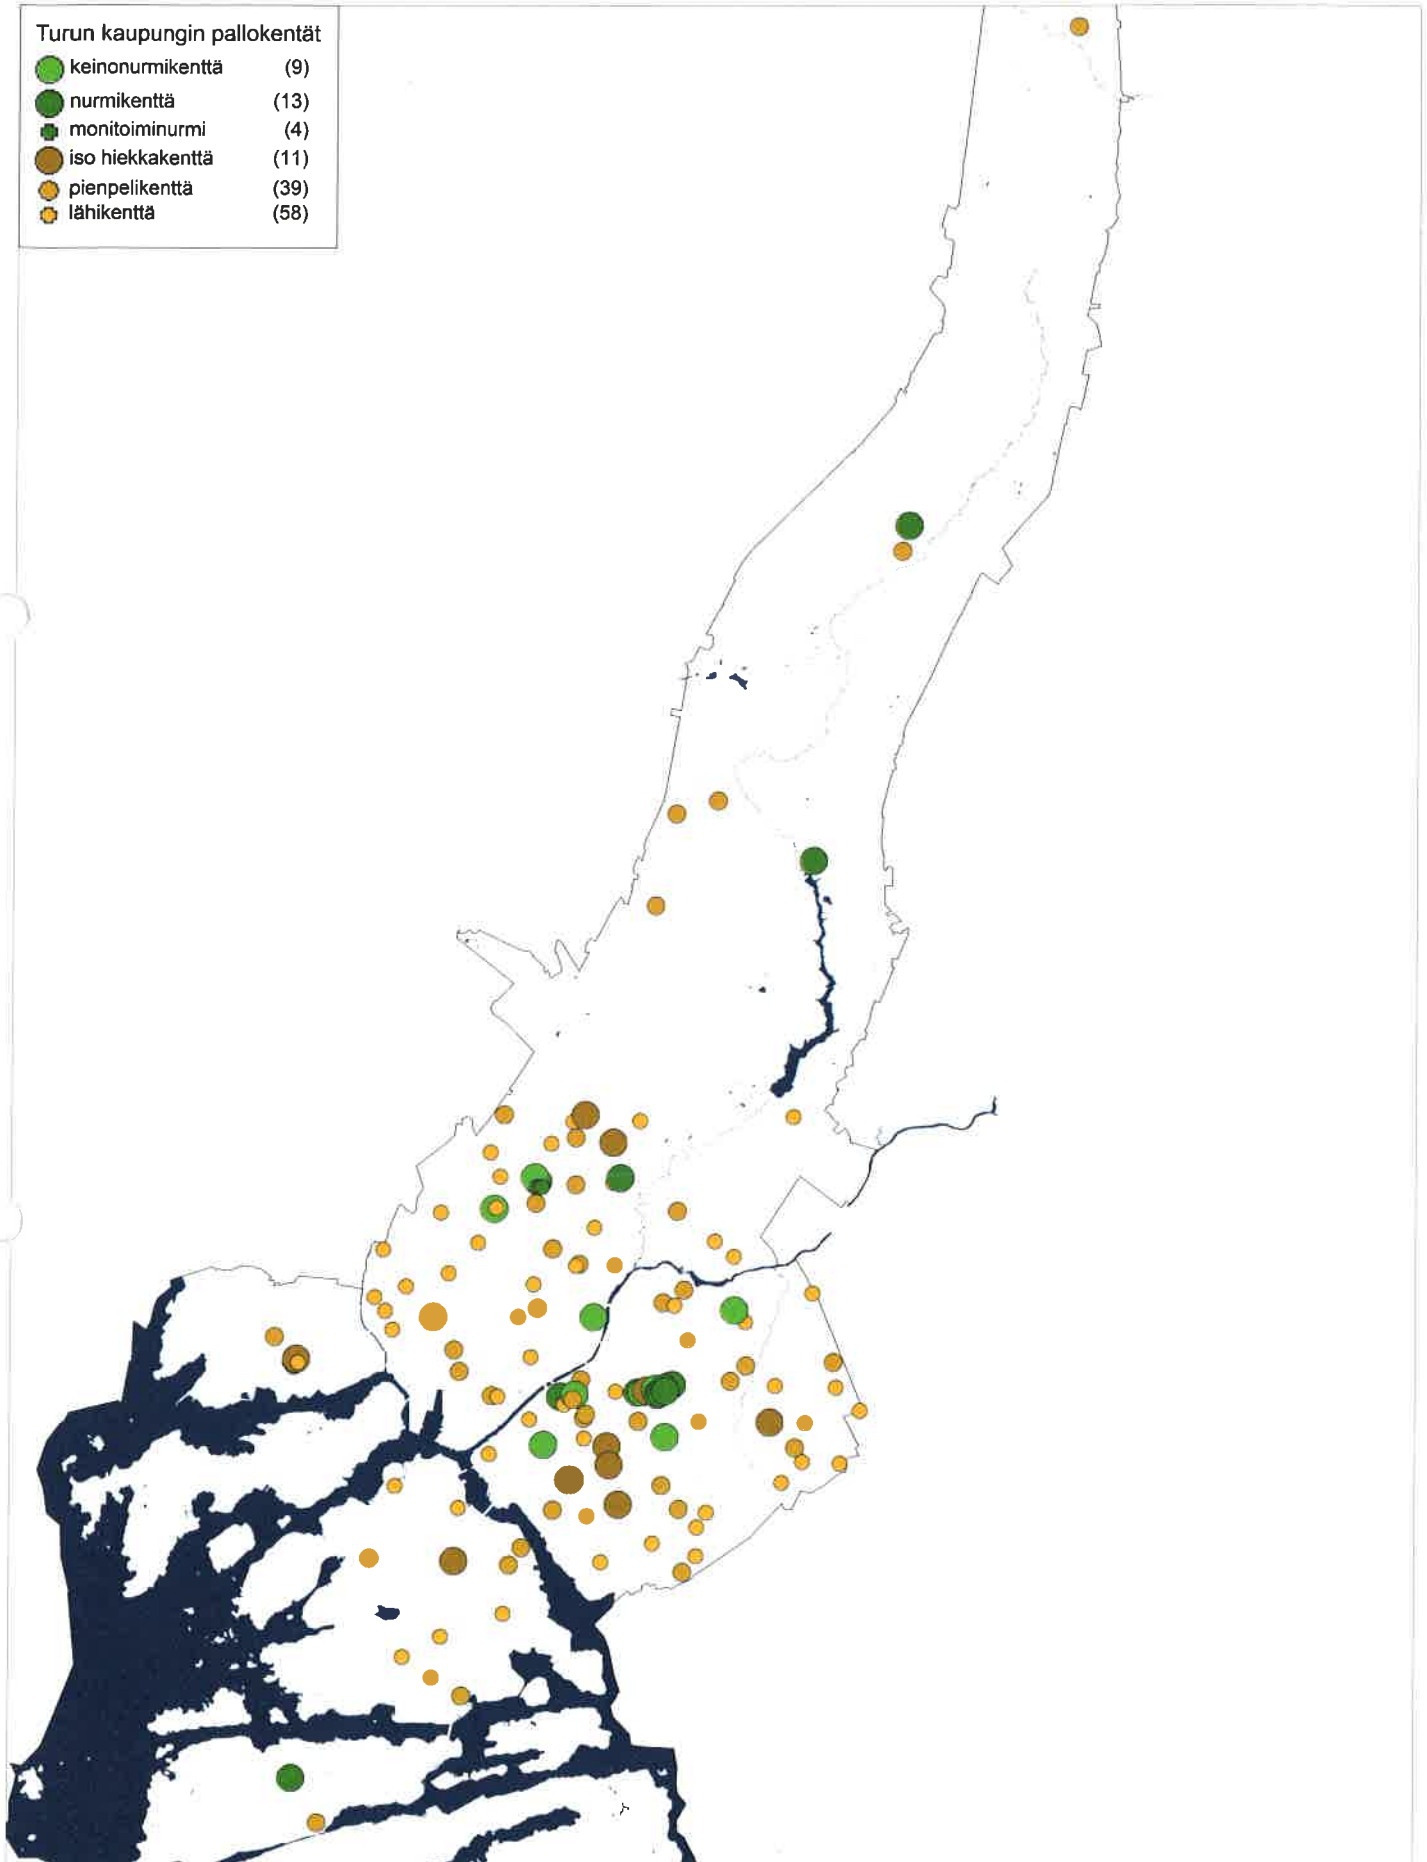 Turun kaupungin pallokentät
keinonurmikenttä (9)
nurmikenttä (13)
monitoiminurmi (4)
iso hiekkakenttä (11)
pienpelikenttä (39)
lähikenttä (58)